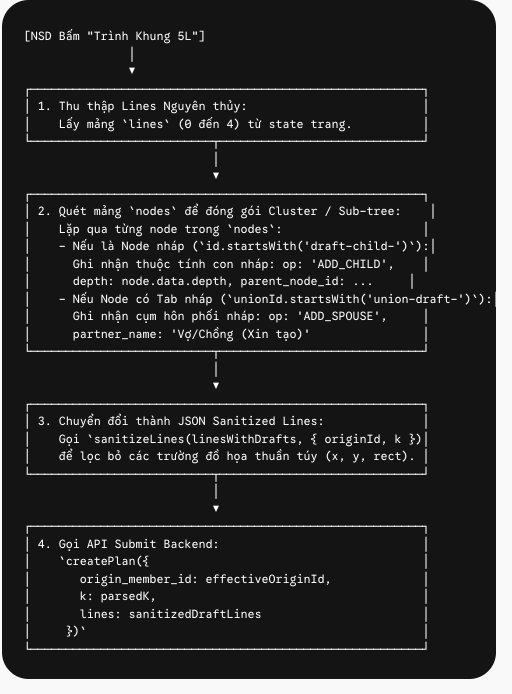 [NSD Bấm "Trình Khung 5L"]
1. Thu thập Lines Nguyên thủy:
Lấy mảng `lines` (0 đến 4) từ state trang.
2. Quét mảng `nodes` để đóng gói Cluster / Sub-tree:
Lặp qua từng node trong `nodes`:
- Nếu là Node nháp (`id.startsWith('draft-child-')`):
Ghi nhận thuộc tính con nháp: op: 'ADD_CHILD',
depth: node.data.depth, parent_node_id: ...
- Nếu Node có Tab nháp (`unionId.startsWith('union-draft-')`):
Ghi nhận cụm hôn phối nháp: op: 'ADD_SPOUSE',
partner_name: 'Vợ/Chồng (Xin tạo)'
3. Chuyển đổi thành JSON Sanitized Lines:
Gọi `sanitizeLines(linesWithDrafts, { originId, k })
để lọc bỏ các trường đồ họa thuần túy (x, y, rect).
4. Gọi API Submit Backend:
`createPlan({
origin_member_id: effectiveOriginId,
k: parsedK,
lines: sanitizedDraftLines
})`